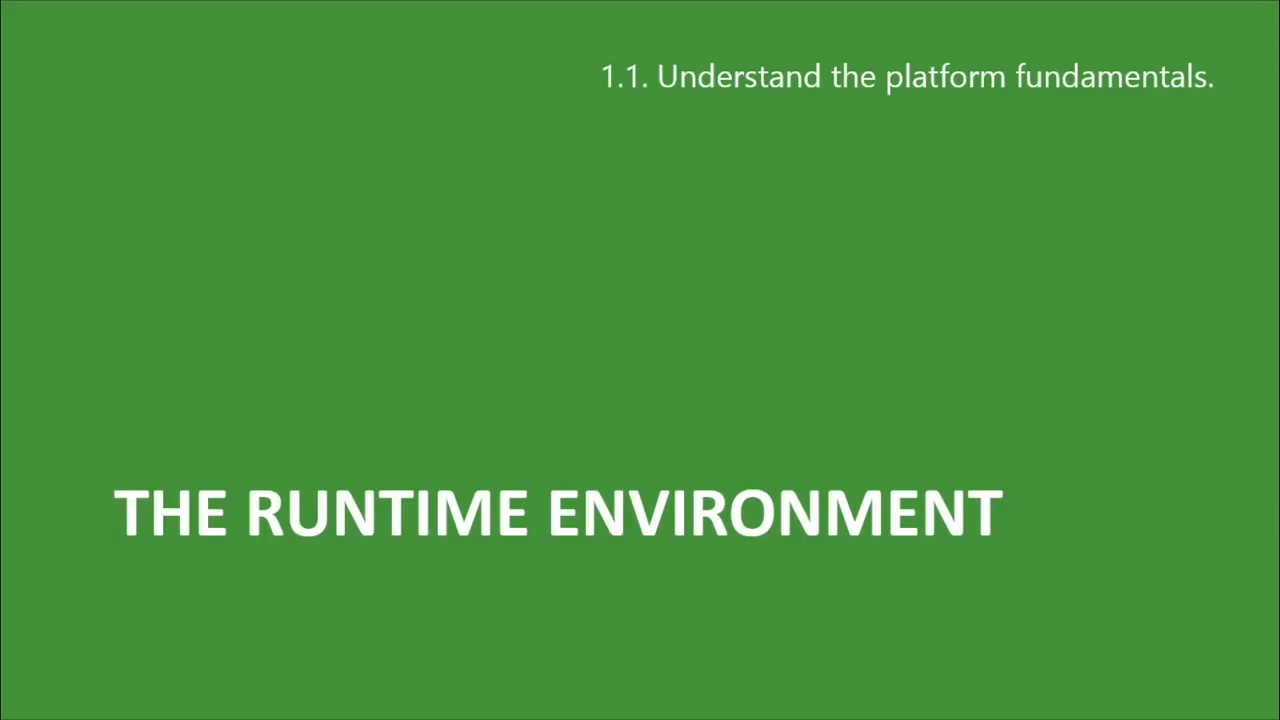 1.1. Understand the platform fundamentals.
THE RUNTIME ENVIRONMENT